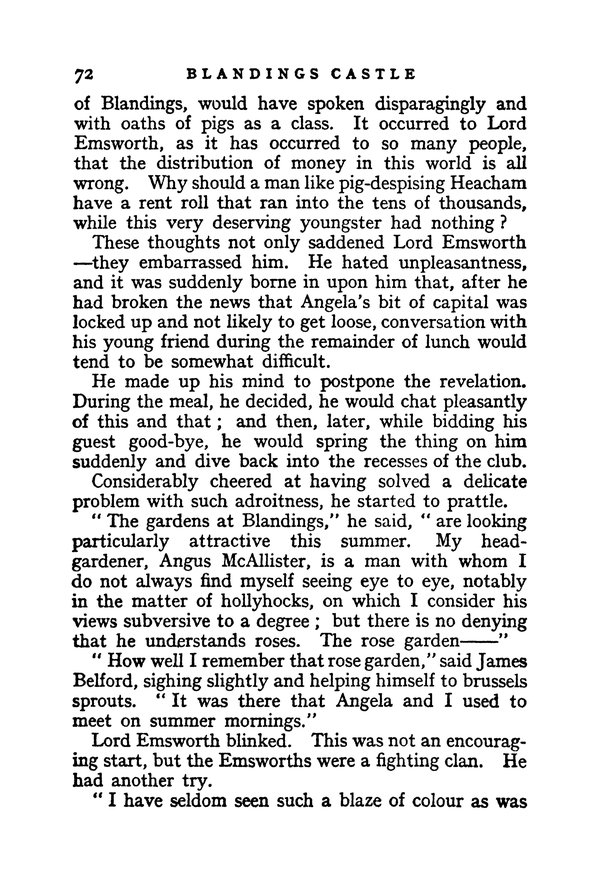 72 BLANDINGS CASTLE
of Blandings, would have spoken disparagingly and
with oaths of pigs as a class. It occurred to Lord
Emsworth, as it has occurred to so many people,
that the distribution of money in this world is all
wrong. Why should a man like pig-despising Heacham
have a rent roll that ran into the tens of thousands,
while this very deserving youngster had nothing ?
These thoughts not only saddened Lord Emsworth
—they embarrassed him. He hated unpleasantness,
and it was suddenly borne in upon him that, after he
had broken the news that Angela's bit of capital was
locked up and not likely to get loose, conversation with
his young friend during the remainder of lunch would
tend to be somewhat difficult.
He made up his mind to postpone the revelation.
During the meal, he decided, he would chat pleasantly
of this and that ; and then, later, while bidding his
guest good-bye, he would spring the thing on him
suddenly and dive back into the recesses of the club.
Considerably cheered at having solved a delicate
problem with such adroitness, he started to prattle.
" The gardens at Blandings," he said, " are looking
particularly attractive this summer. My head-
gardener, Angus McAllister, is a man with whom I
do not always find myself seeing eye to eye, notably
in the matter of hollyhocks, on which I consider his
views subversive to a degree ; but there is no denying
that he understands roses. The rose garden——"
" How well I remember that rose garden," said James
Belford, sighing slightly and helping himself to brussels
sprouts. " It was there that Angela and I used to
meet on summer mornings."
Lord Emsworth blinked. This was not an encourag-
ing start, but the Emsworths were a fighting clan. He
had another try.
" I have seldom seen such a blaze of colour as was